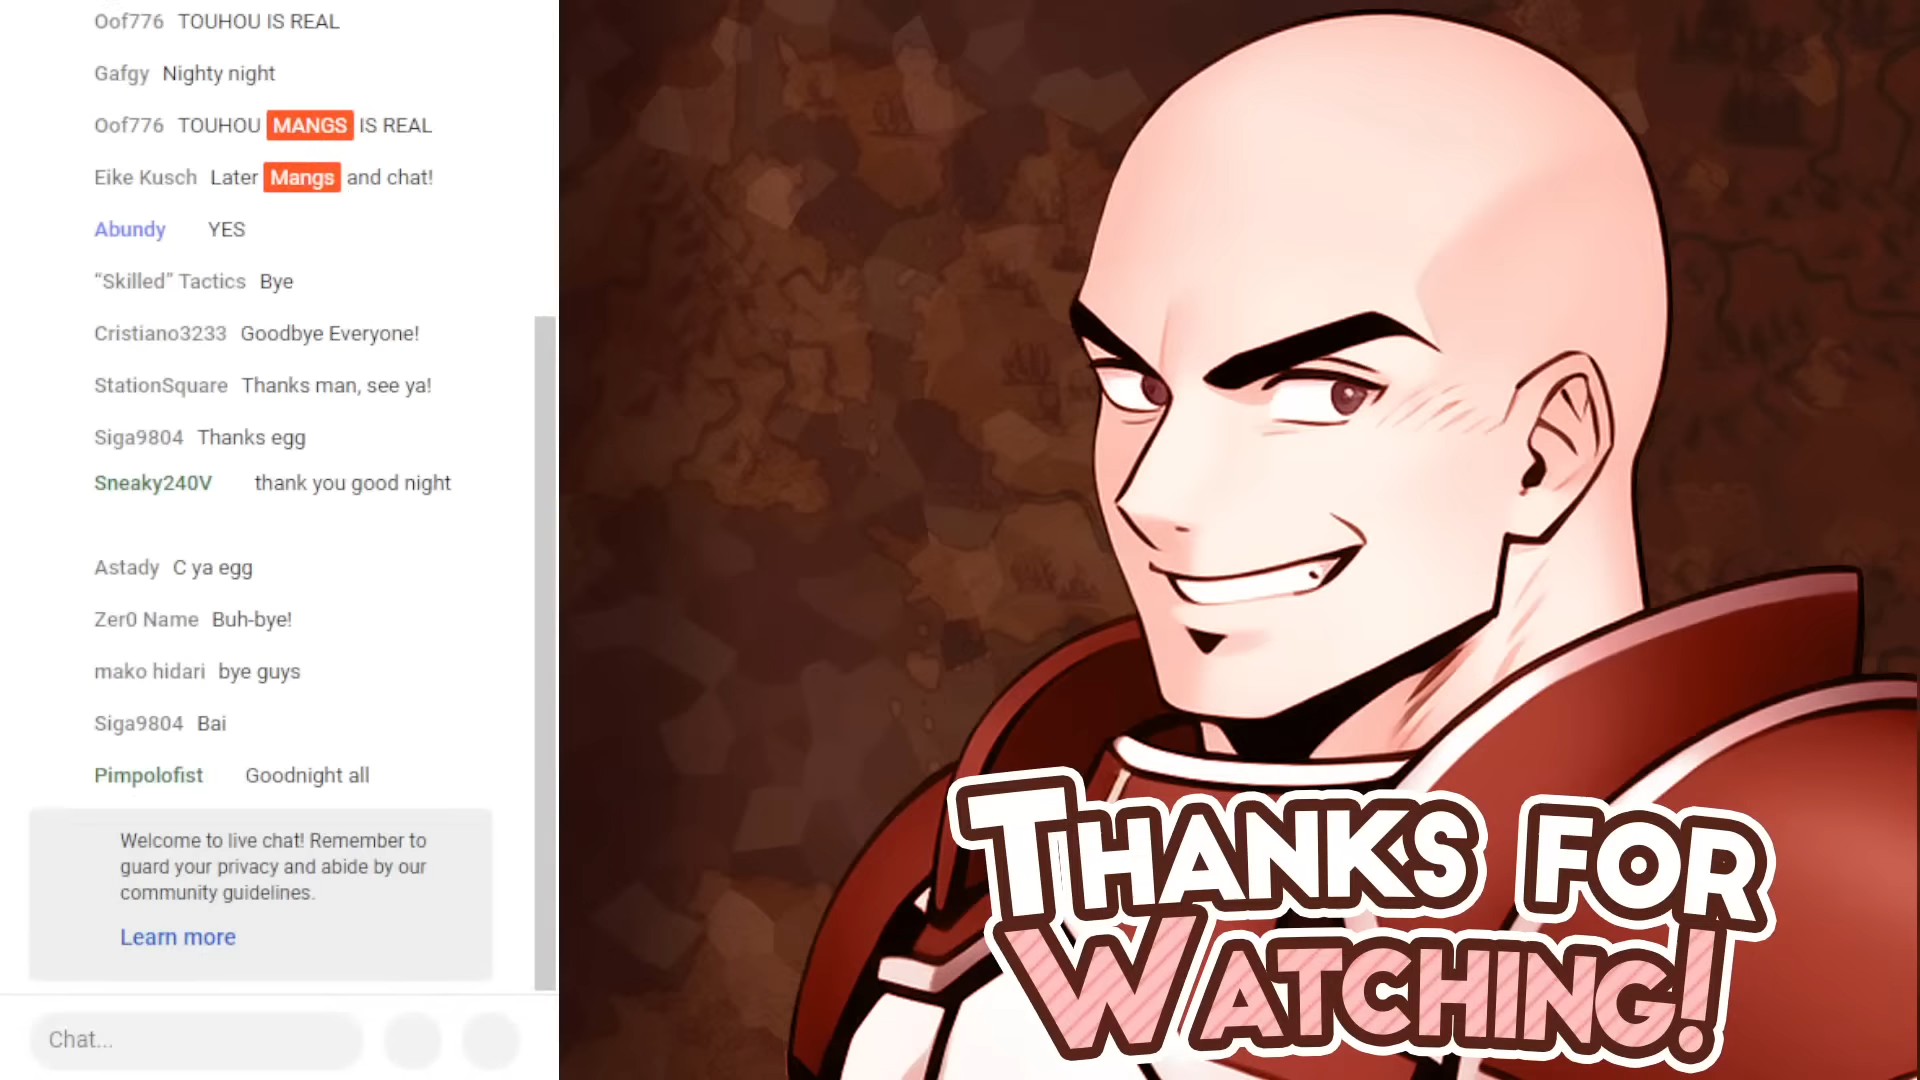 Oof776 TOUHOU IS REAL
Gafgy Nighty night
Oof776 TOUHOU MANGS IS REAL
Eike Kusch Later Mangs and chat!
Abundy YES
“Skilled” Tactics Bye
Cristiano3233 Goodbye Everyone!
StationSquare Thanks man, see ya!
Siga9804 Thanks egg
Sneaky240V thank you good night
Astady C ya egg
Zer0 Name Buh-bye!
mako hidari bye guys
Siga9804 Bai
Pimpolofist Goodnight all
Welcome to live chat! Remember to
guard your privacy and abide by our
community guidelines.
Learn more
Chat...
THANKS FOR
WATCHING!